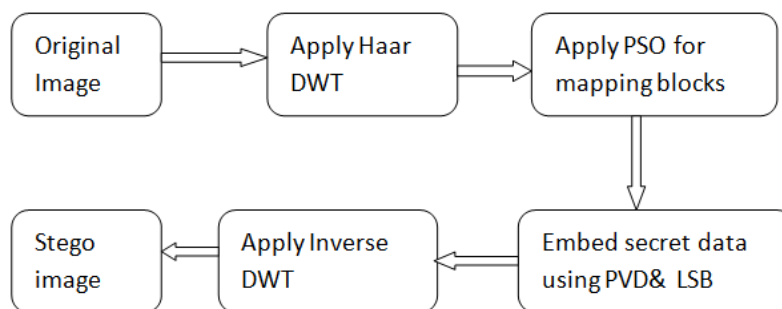 Original
Image
Apply Haar
DWT
Apply PSO for
mapping blocks
Embed secret data
using PVD& LSB
Apply Inverse
DWT
Stego
image